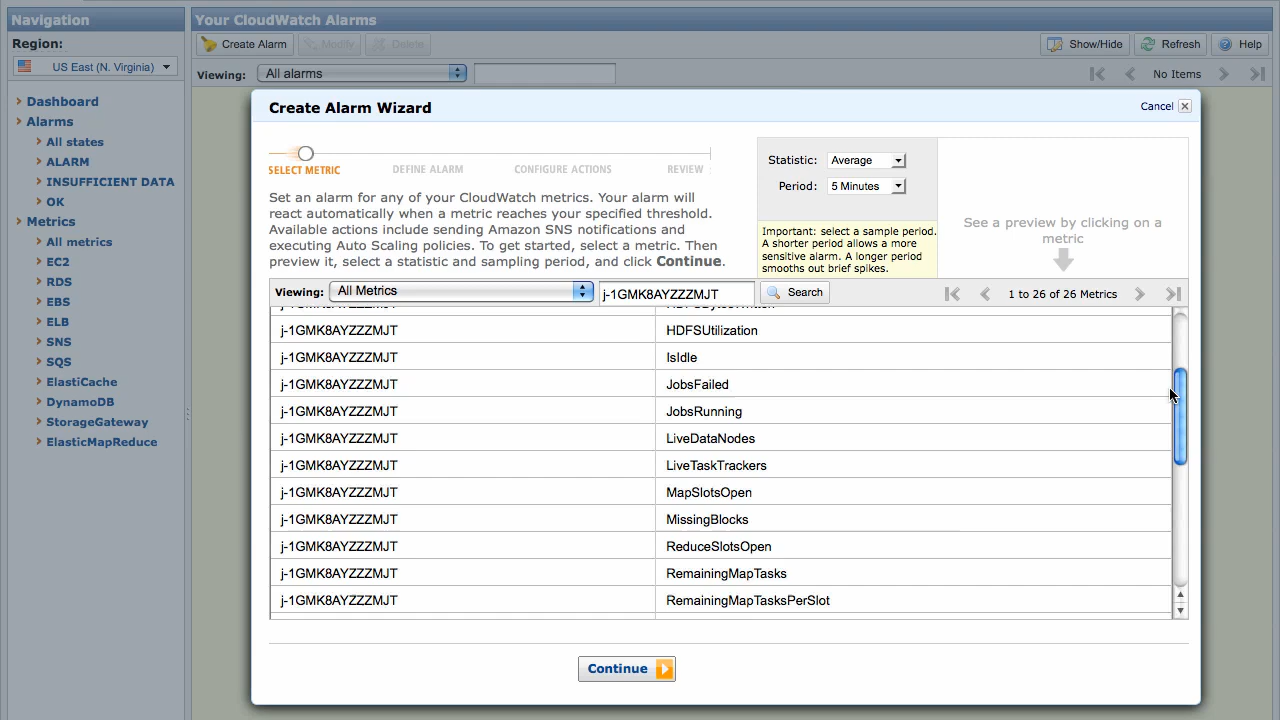 Navigation
Region:
US East (N. Virginia)
Dashboard
Alarms
All states
ALARM
INSUFFICIENT DATA
OK
Metrics
All metrics
EC2
RDS
EBS
ELB
SNS
SQS
ElastiCache
DynamoDB
StorageGateway
ElasticMapReduce
Your CloudWatch Alarms
Create Alarm Modify Delete Show/Hide Refresh Help
Viewing: All alarms No Items
Create Alarm Wizard Cancel
SELECT METRIC DEFINE ALARM CONFIGURE ACTIONS REVIEW
Set an alarm for any of your CloudWatch metrics. Your alarm will
react automatically when a metric reaches your specified threshold.
Available actions include sending Amazon SNS notifications and
executing Auto Scaling policies. To get started, select a metric. Then
preview it, select a statistic and sampling period, and click Continue.
Statistic: Average
Period: 5 Minutes
Important: select a sample period.
A shorter period allows a more
sensitive alarm. A longer period
smooths out brief spikes.
See a preview by clicking on a
metric
Viewing: All Metrics j-1GMK8AYZZZMJT Search 1 to 26 of 26 Metrics
j-1GMK8AYZZZMJT HDFSUtilization
j-1GMK8AYZZZMJT IsIdle
j-1GMK8AYZZZMJT JobsFailed
j-1GMK8AYZZZMJT JobsRunning
j-1GMK8AYZZZMJT LiveDataNodes
j-1GMK8AYZZZMJT LiveTaskTrackers
j-1GMK8AYZZZMJT MapSlotsOpen
j-1GMK8AYZZZMJT MissingBlocks
j-1GMK8AYZZZMJT ReduceSlotsOpen
j-1GMK8AYZZZMJT RemainingMapTasks
j-1GMK8AYZZZMJT RemainingMapTasksPerSlot
Continue